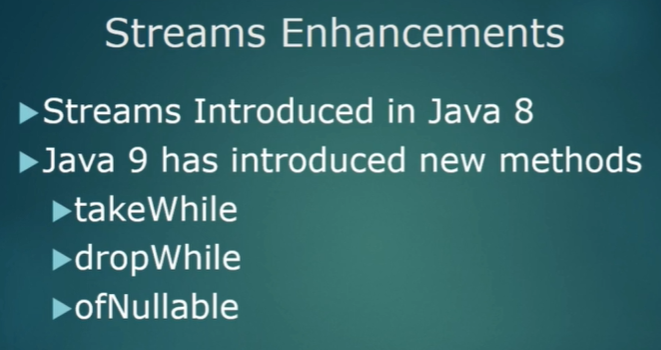 Streams Enhancements
Streams Introduced in Java 8
Java 9 has introduced new methods
takeWhile
dropWhile
ofNullable